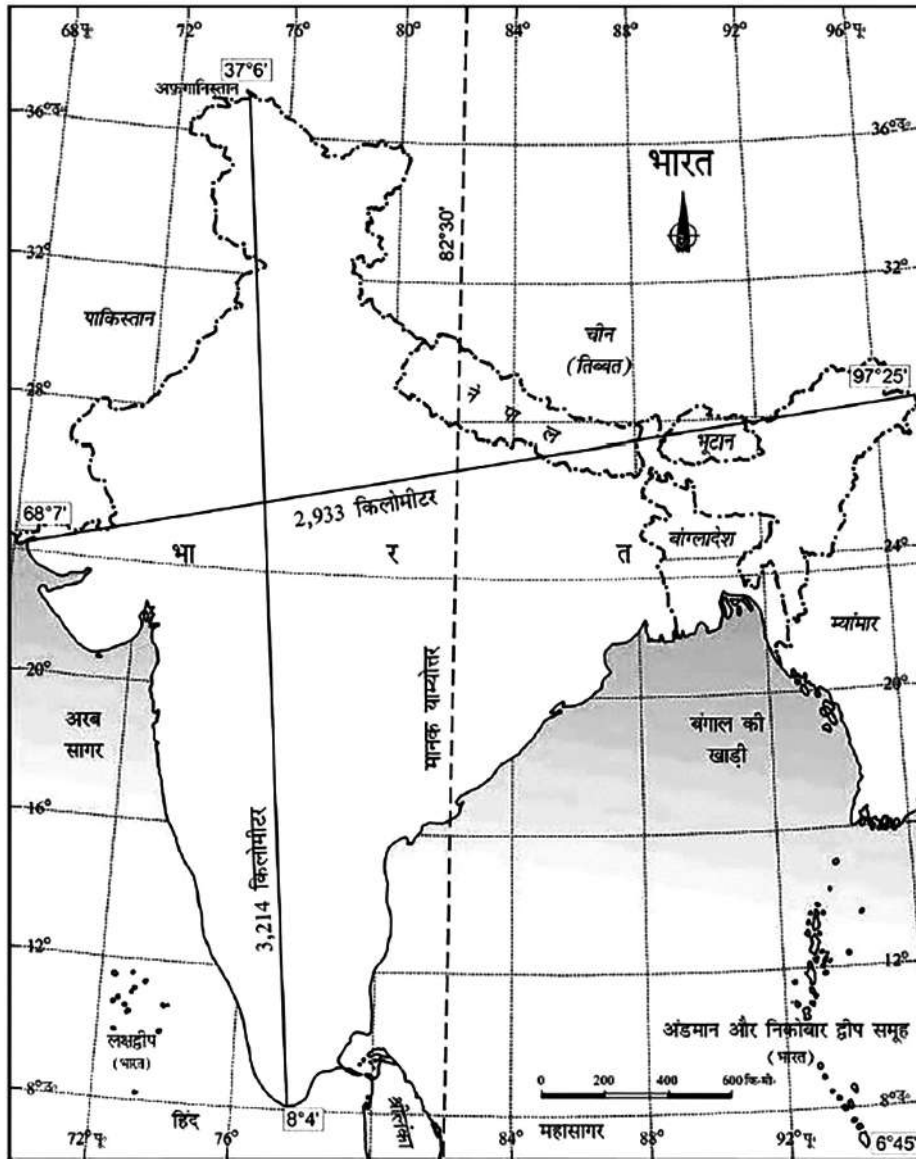 68°पू॰ 72° 76° 80° 84° 88° 92° 96°पू॰
37°6'
अफ़गानिस्तान
36°उ॰ 36°उ॰
भारत
82°30'
32° 32°
पाकिस्तान
चीन
(तिब्बत)
28°
97°25'
नेपाल
भूटान
68°7'
2,933 किलोमीटर
भा र त
बांग्लादेश
24°
म्यांमार
मानक याम्योत्तर
20° 20°
अरब
सागर
बंगाल की
खाड़ी
16° 16°
3,214 किलोमीटर
12° 12°
लक्षद्वीप
(भारत)
अंडमान और निकोबार द्वीप समूह
(भारत)
0 200 400 600 कि॰मी॰
8°उ॰ 8°उ॰
हिंद
8°4'
श्रीलंका
महासागर
72°पू॰ 76° 84° 88° 92°पू॰
6°45'